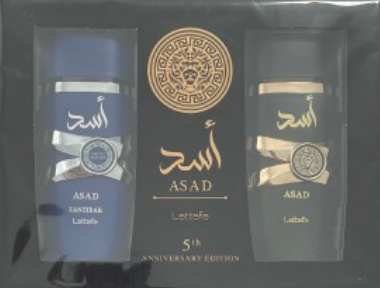 أسد
ASAD
ZANZIBAR
Lattafa
أسد
ASAD
Lattafa
5th
ANNIVERSARY EDITION
أسد
ASAD
Lattafa